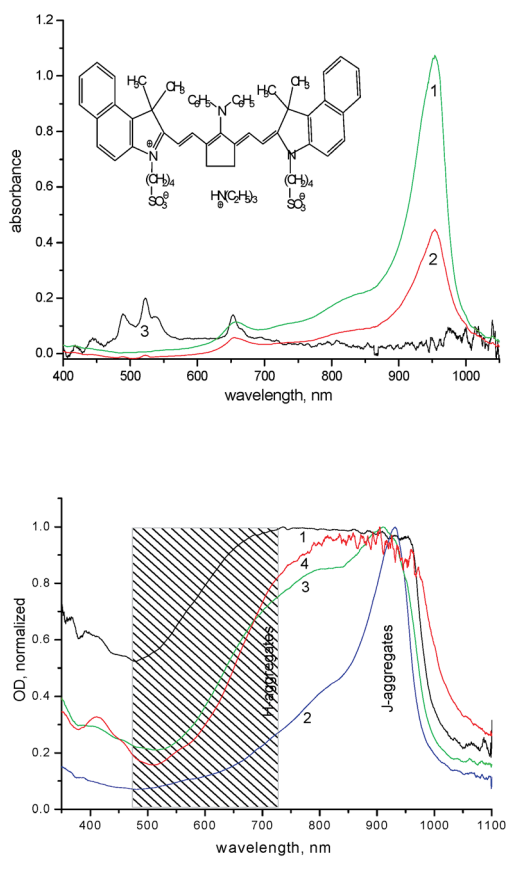 1.2
1.0
0.8
0.6
0.4
0.2
0.0
absorbance
CH3
CH3
C6H5
C6H5
N
H3C
CH3
N
⊕
N
(CH2)4
SO3
⊖
HN(C2H5)3
⊕
(CH2)4
SO3
⊖
1
2
3
400 500 600 700 800 900 1000
wavelength, nm
1.0
0.8
0.6
0.4
0.2
0.0
OD, normalized
1
4
3
2
H-aggregates
J-aggregates
400 500 600 700 800 900 1000 1100
wavelength, nm